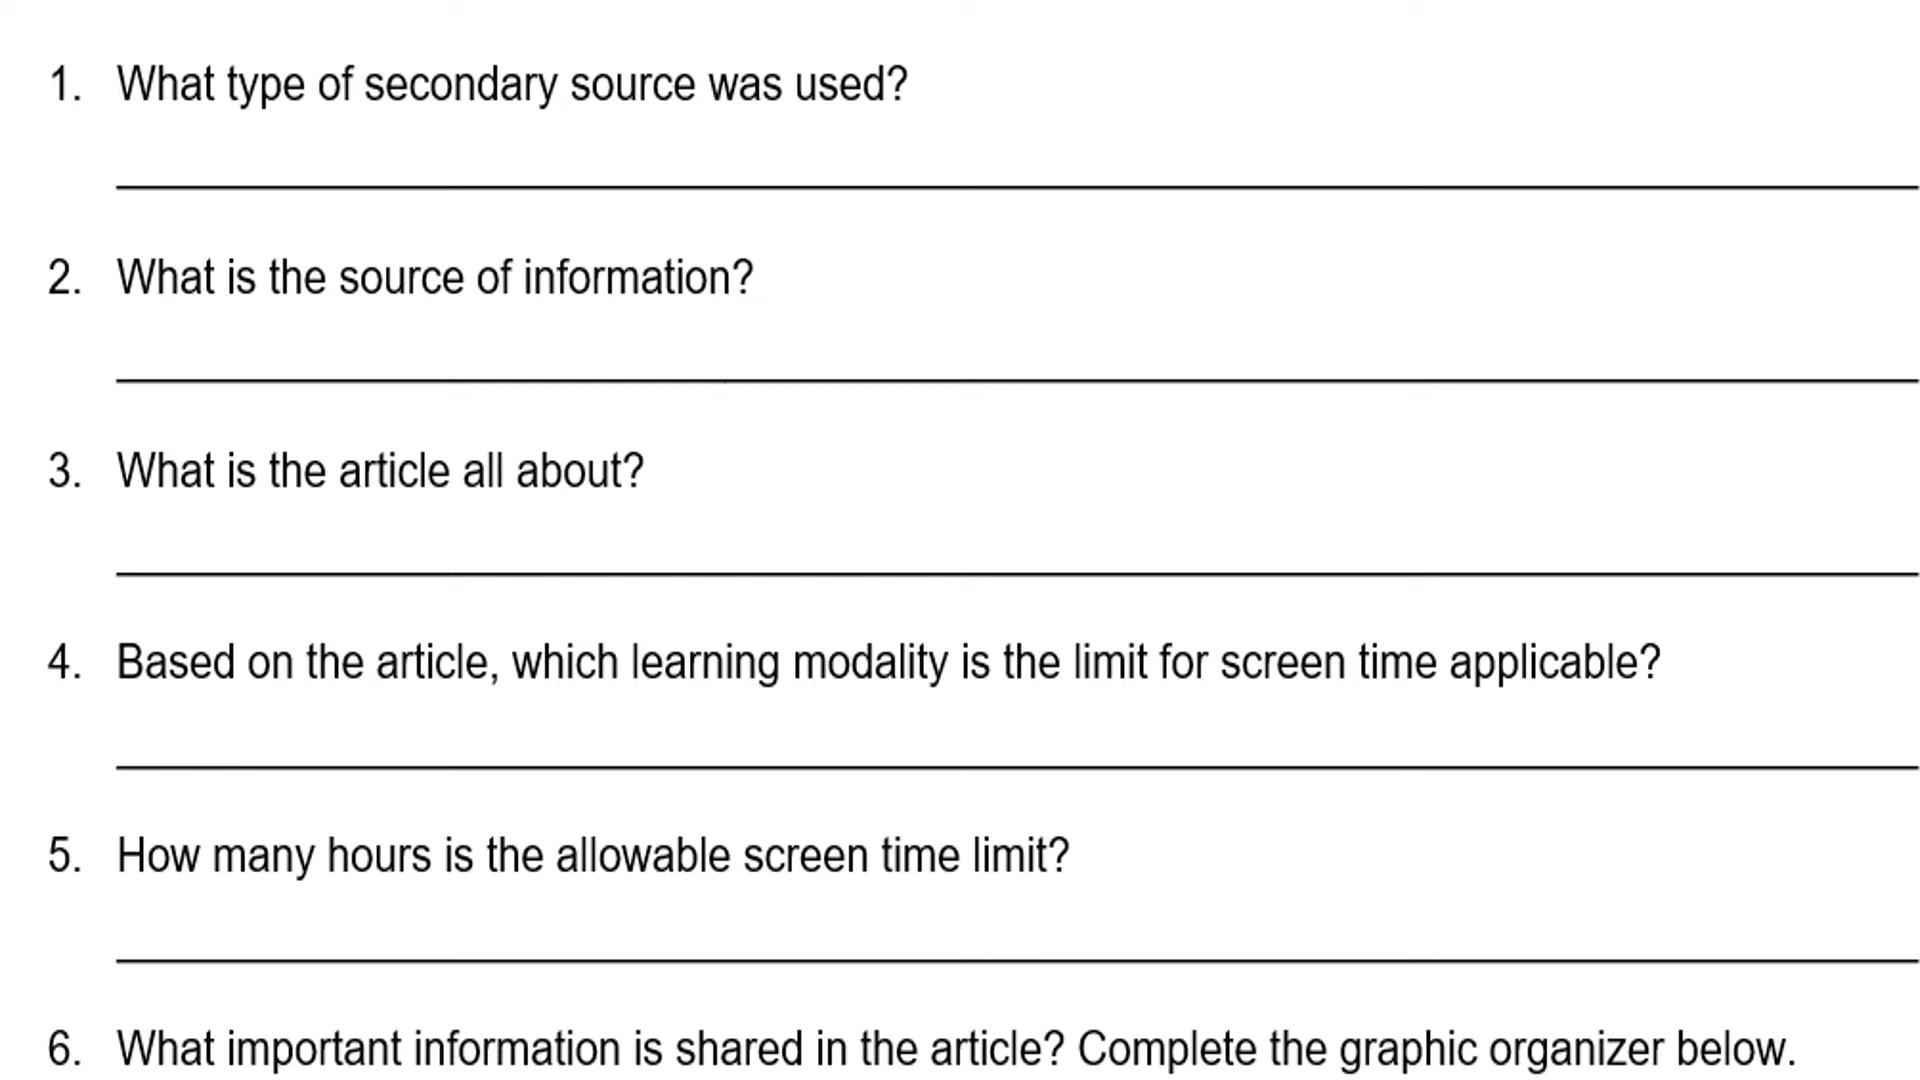 1. What type of secondary source was used?
2. What is the source of information?
3. What is the article all about?
4. Based on the article, which learning modality is the limit for screen time applicable?
5. How many hours is the allowable screen time limit?
6. What important information is shared in the article? Complete the graphic organizer below.